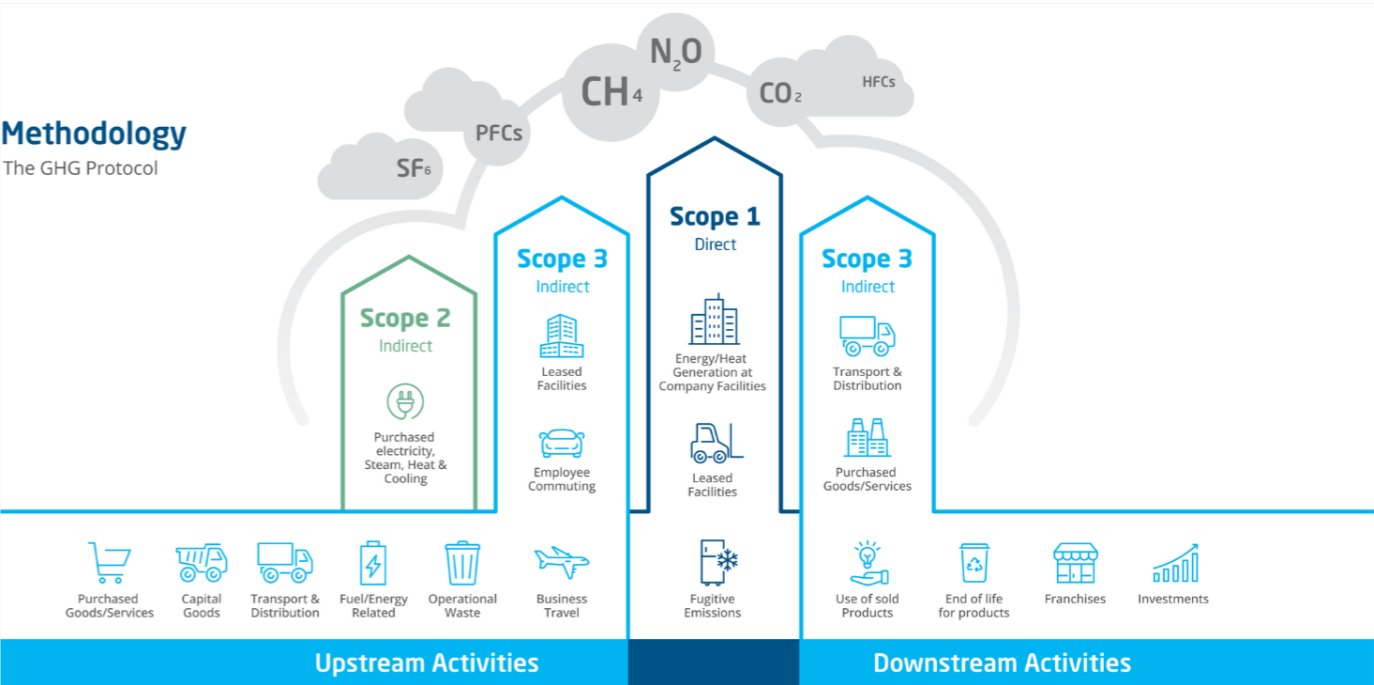 Methodology
The GHG Protocol
SF₆
PFCs
CH₄
N₂O
CO₂
HFCs
Scope 2
Indirect
Purchased
electricity,
Steam, Heat &
Cooling
Scope 3
Indirect
Leased
Facilities
Employee
Commuting
Scope 1
Direct
Energy/Heat
Generation at
Company Facilities
Leased
Facilities
Scope 3
Indirect
Transport &
Distribution
Purchased
Goods/Services
Purchased
Goods/Services
Capital
Goods
Transport &
Distribution
Fuel/Energy
Related
Operational
Waste
Business
Travel
Fugitive
Emissions
Use of sold
Products
End of life
for products
Franchises
Investments
Upstream Activities
Downstream Activities